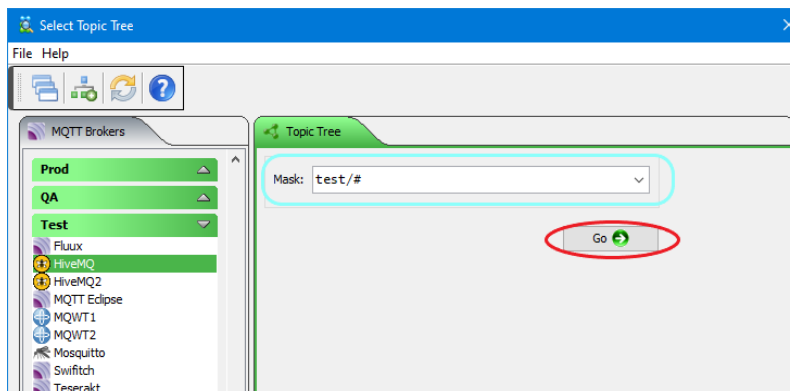 Select Topic Tree
File Help
MQTT Brokers
Prod
QA
Test
Fluux
HiveMQ
HiveMQ2
MQTT Eclipse
MQWT1
MQWT2
Mosquitto
Swifitch
Teserakt
Topic Tree
Mask: test/#
Go